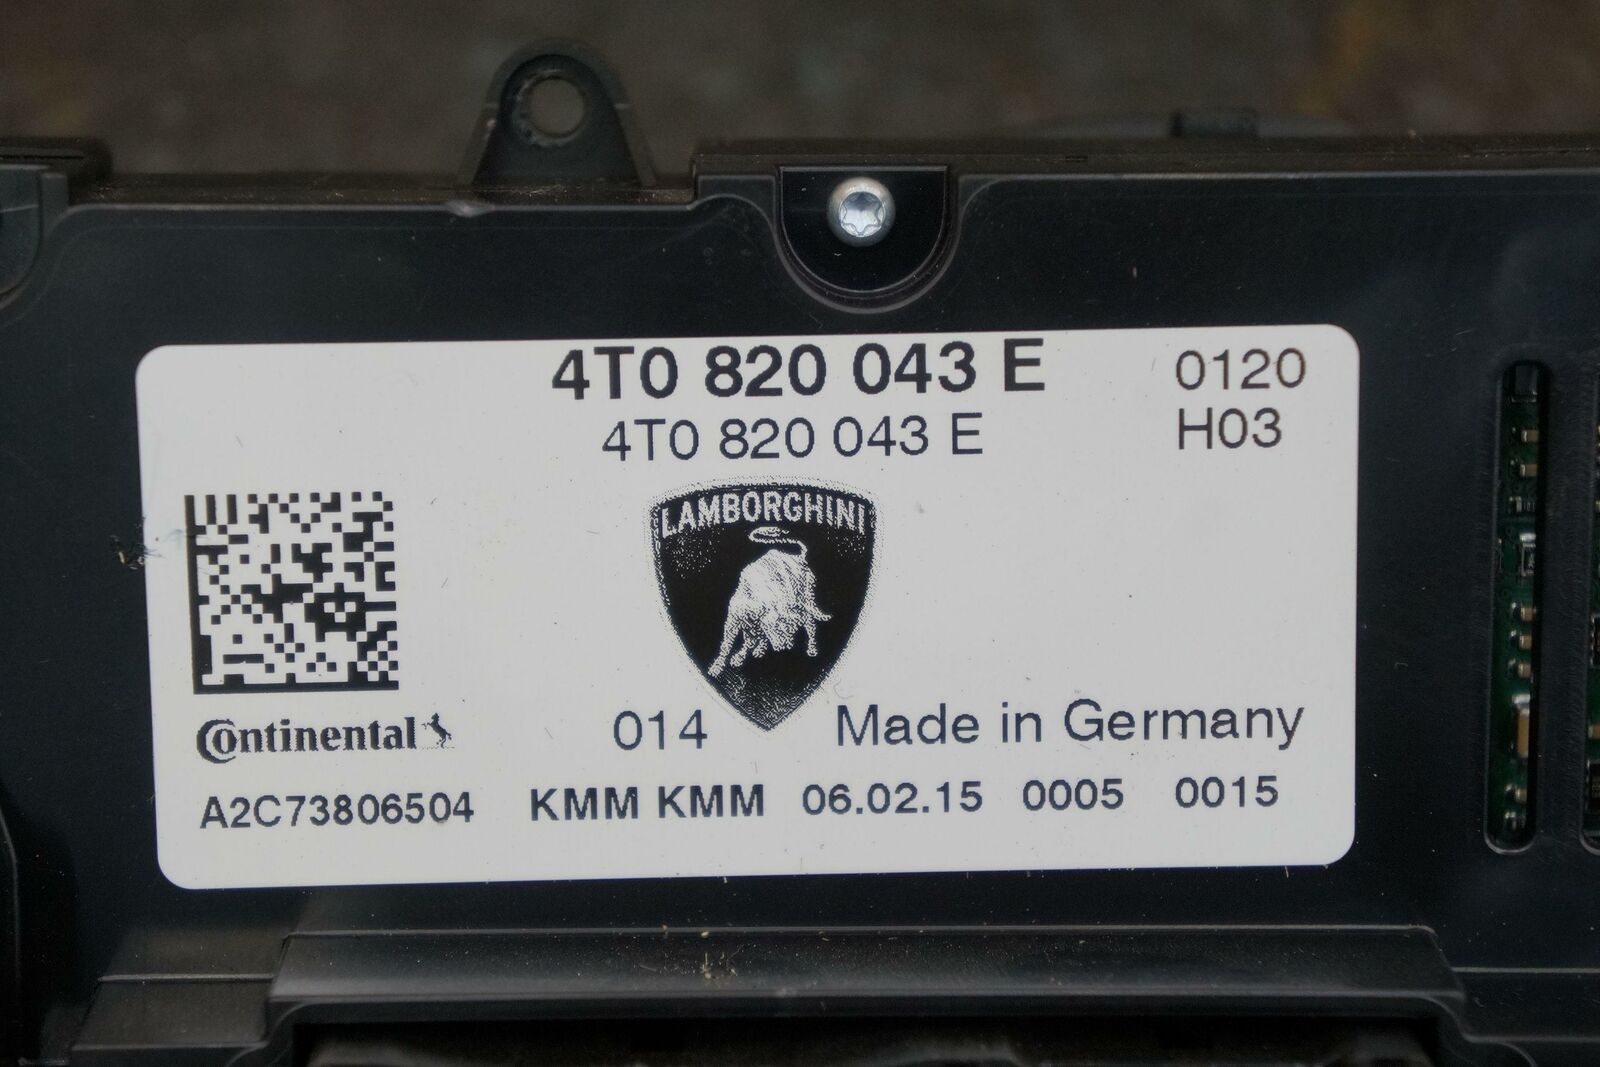 4T0 820 043 E 0120
4T0 820 043 E H03
LAMBORGHINI
Continental 014 Made in Germany
A2C73806504 KMM KMM 06.02.15 0005 0015